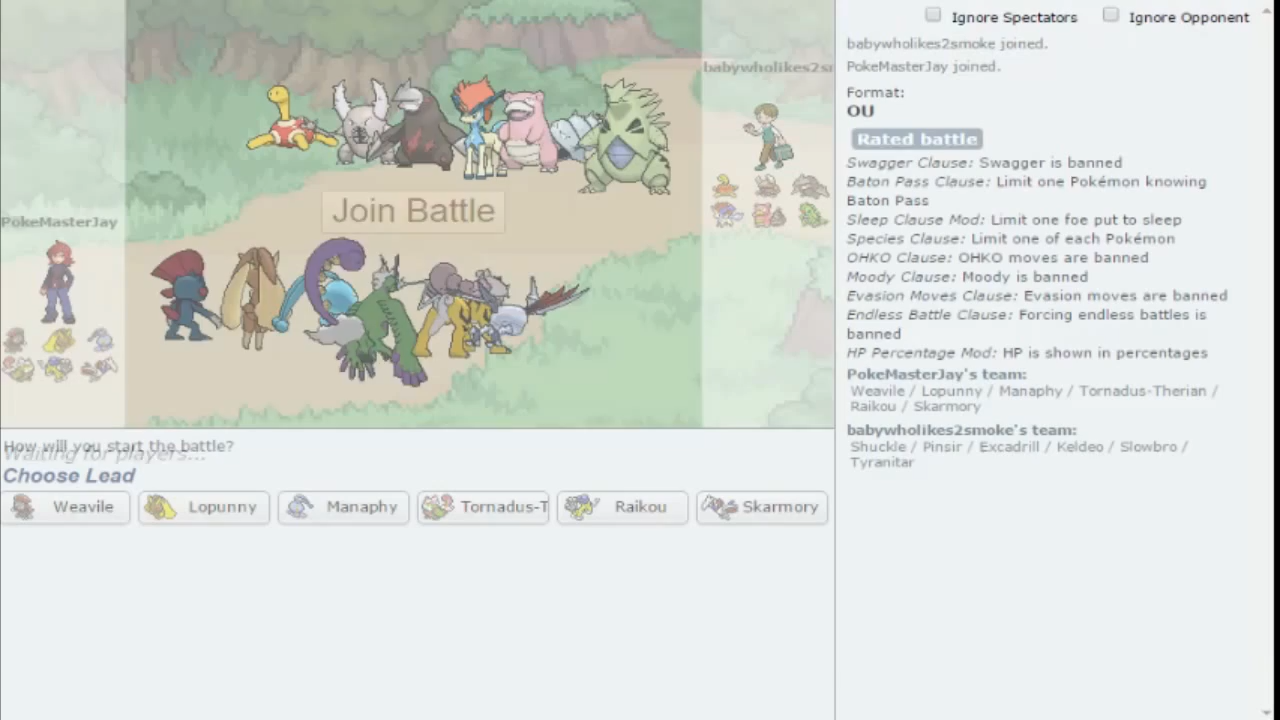 Ignore Spectators
Ignore Opponent
babywholikes2smoke joined.
PokeMasterJay joined.
Format:
OU
Rated battle
Swagger Clause: Swagger is banned
Baton Pass Clause: Limit one Pokémon knowing
Baton Pass
Sleep Clause Mod: Limit one foe put to sleep
Species Clause: Limit one of each Pokémon
OHKO Clause: OHKO moves are banned
Moody Clause: Moody is banned
Evasion Moves Clause: Evasion moves are banned
Endless Battle Clause: Forcing endless battles is
banned
HP Percentage Mod: HP is shown in percentages
PokeMasterJay's team:
Weavile / Lopunny / Manaphy / Tornadus-Therian /
Raikou / Skarmory
babywholikes2smoke's team:
Shuckle / Pinsir / Excadrill / Keldeo / Slowbro /
Tyranitar
babywholikes2sm
Join Battle
PokeMasterJay
How will you start the battle?
Waiting for players...
Choose Lead
Weavile
Lopunny
Manaphy
Tornadus-T
Raikou
Skarmory